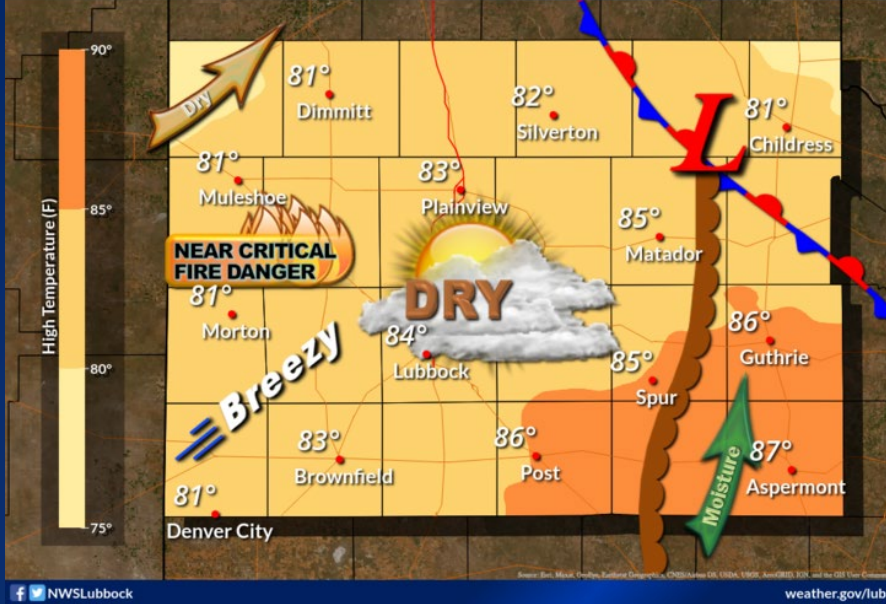 90°
85°
80°
75°
High Temperature (F)
Dry
81°
Dimmitt
82°
Silverton
L
81°
Childress
81°
Muleshoe
83°
Plainview
85°
Matador
NEAR CRITICAL
FIRE DANGER
DRY
81°
Morton
84°
Lubbock
86°
Guthrie
Breezy
85°
Spur
83°
Brownfield
86°
Post
Moisture
87°
Aspermont
81°
Denver City
NWSLubbock
weather.gov/lub